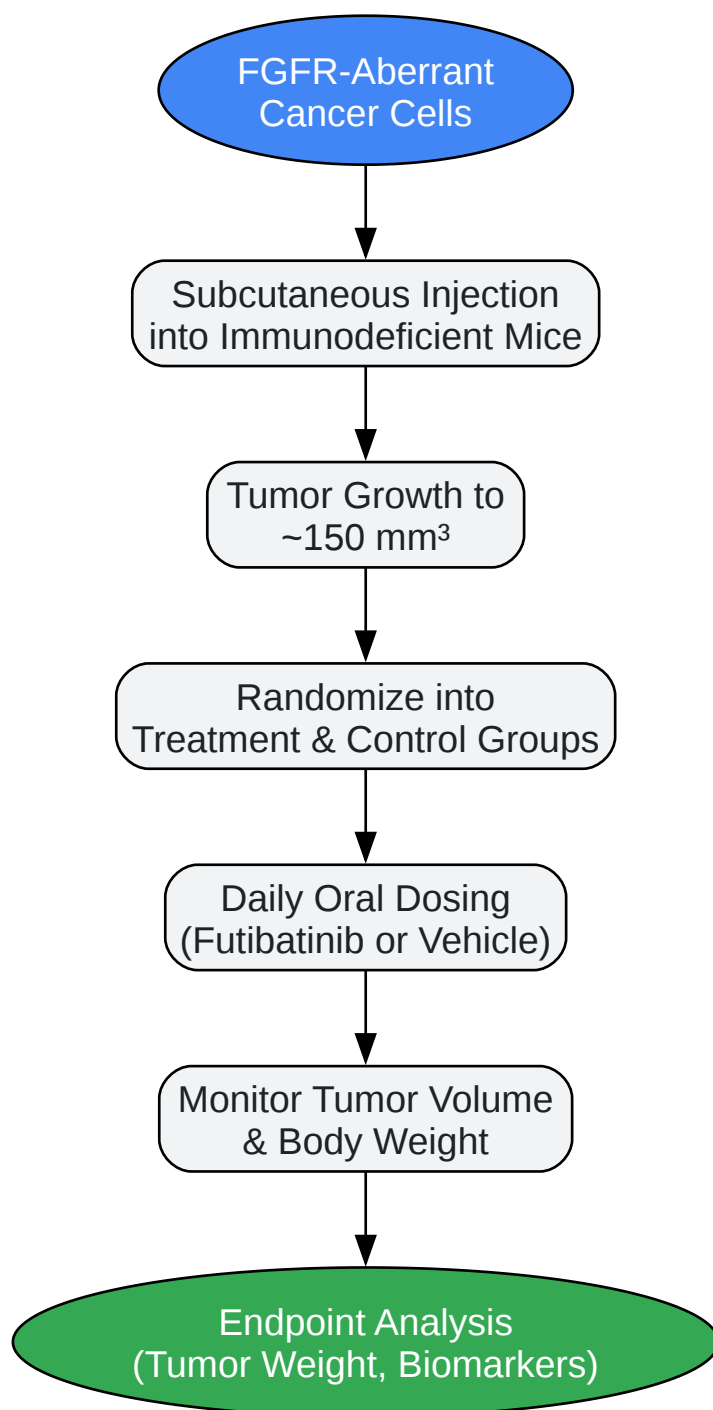 FGFR-Aberrant
Cancer Cells
Subcutaneous Injection
into Immunodeficient Mice
Tumor Growth to
~150 mm³
Randomize into
Treatment & Control Groups
Daily Oral Dosing
(Futibatinib or Vehicle)
Monitor Tumor Volume
& Body Weight
Endpoint Analysis
(Tumor Weight, Biomarkers)